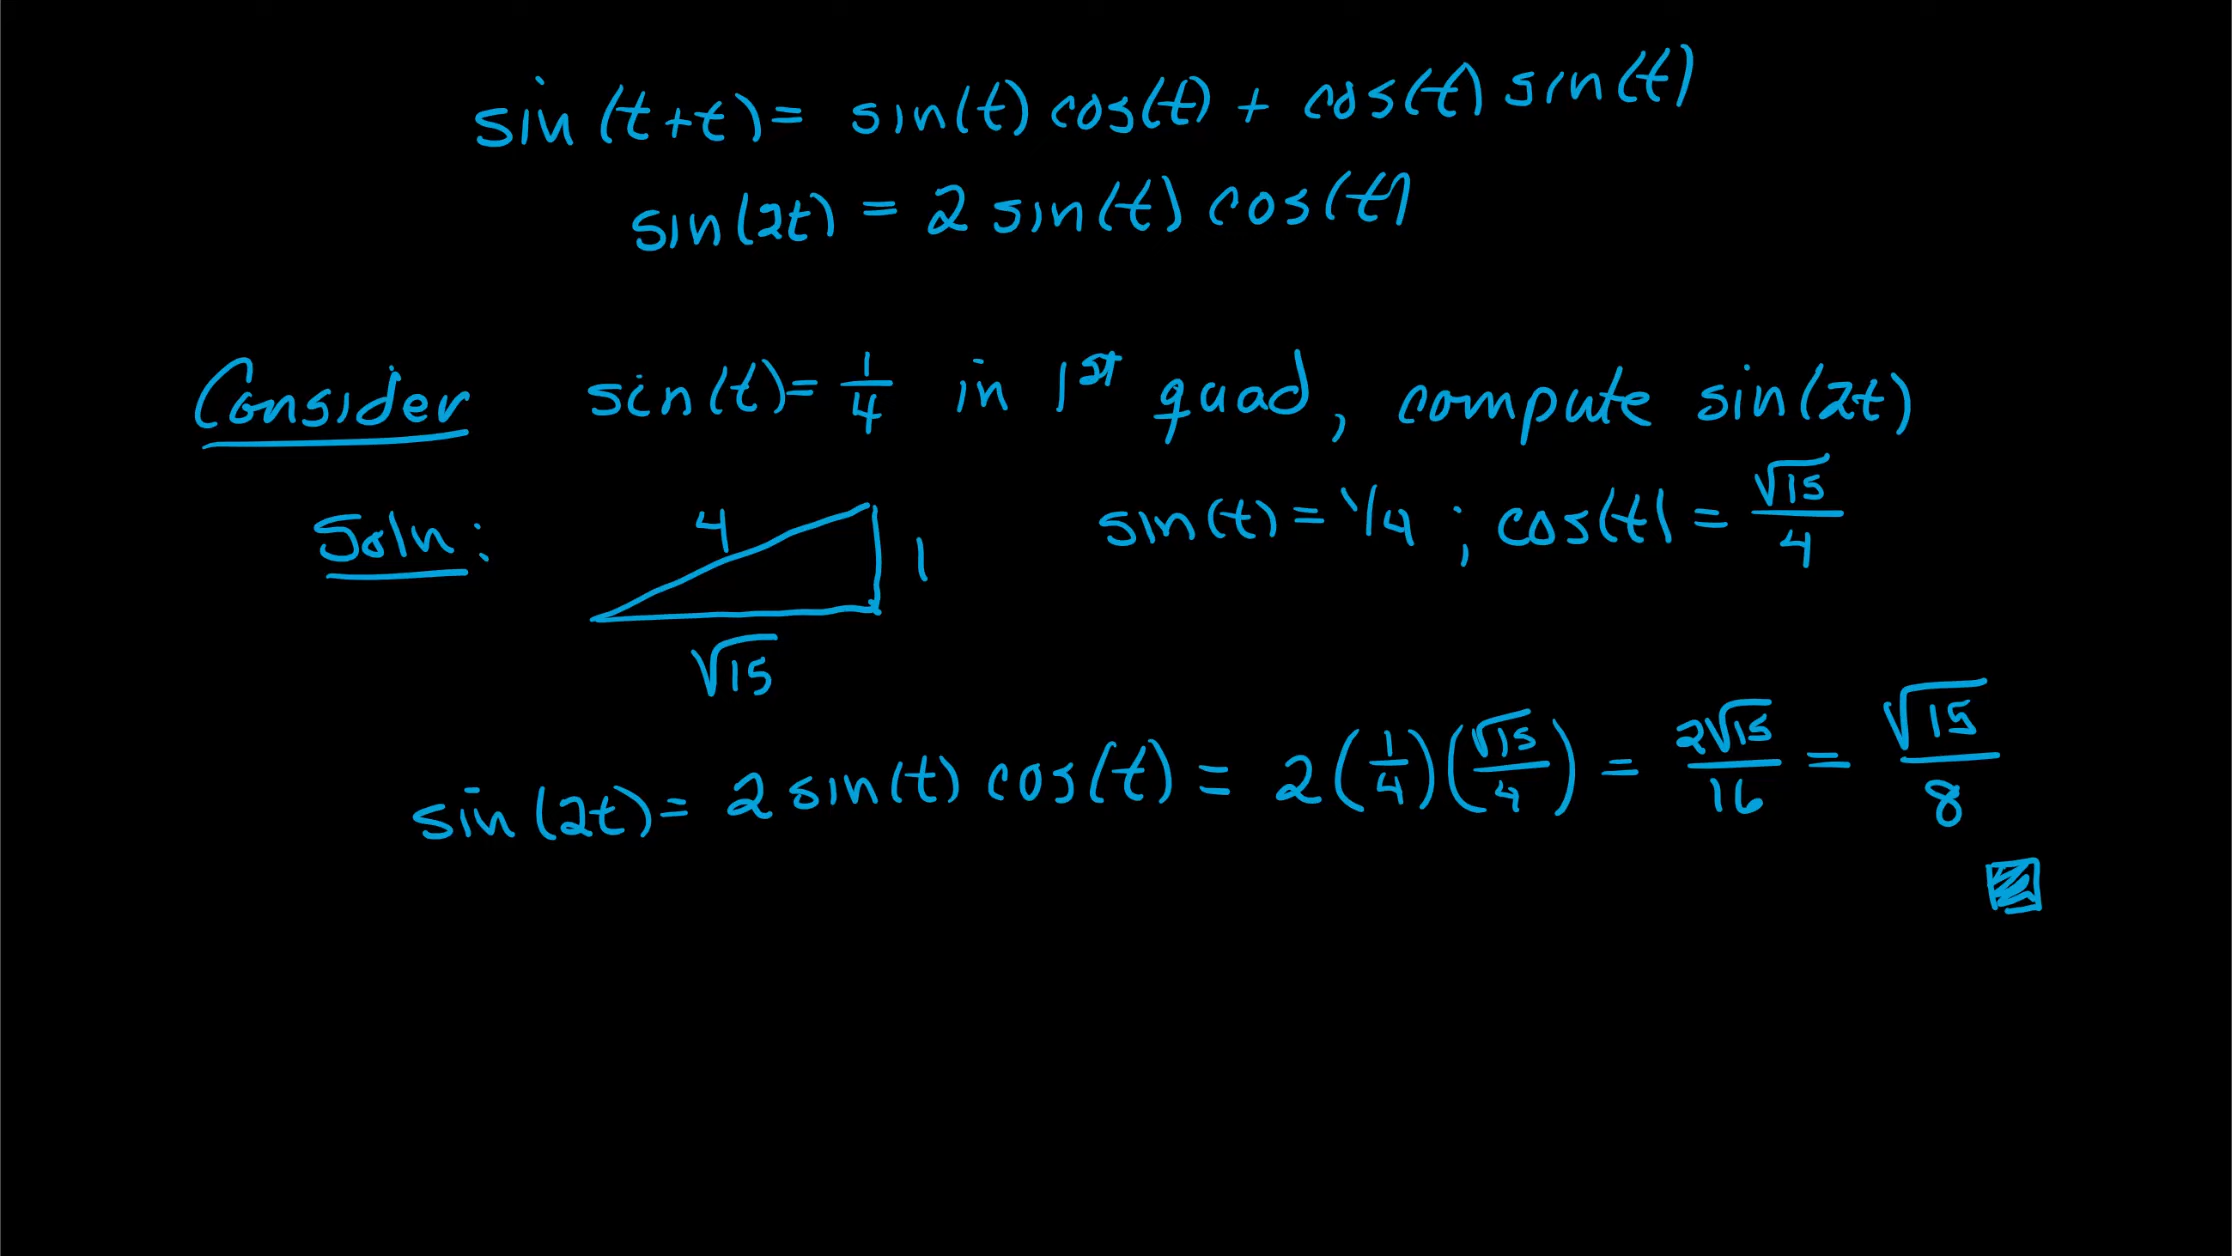 sin(t+t) = sin(t) cos(t) + cos(t) sin(t)
sin(2t) = 2 sin(t) cos(t)
Consider sin(t) = 1/4 in 1st quad, compute sin(2t)
Soln: 4 1 √15 sin(t) = 1/4 ; cos(t) = √15/4
sin(2t) = 2 sin(t) cos(t) = 2(1/4)(√15/4) = 2√15/16 = √15/8